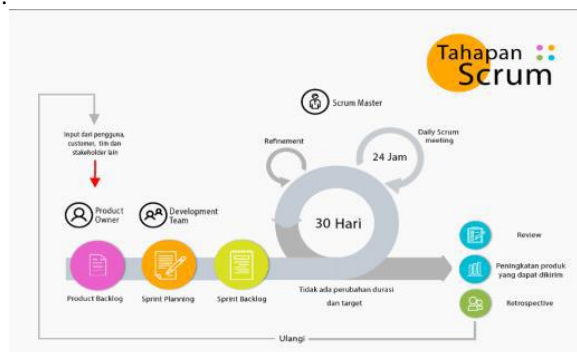 Tahapan
Scrum
Scrum Master
Input dari pengguna,
customer, tim dan
stakeholder lain
Refinement
24 Jam
Daily Scrum
meeting
Product
Owner
Development
Team
30 Hari
Product Backlog
Sprint Planning
Sprint Backlog
Tidak ada perubahan durasi
dan target
Review
Peningkatan produk
yang dapat dikirim
Retrospective
Ulangi